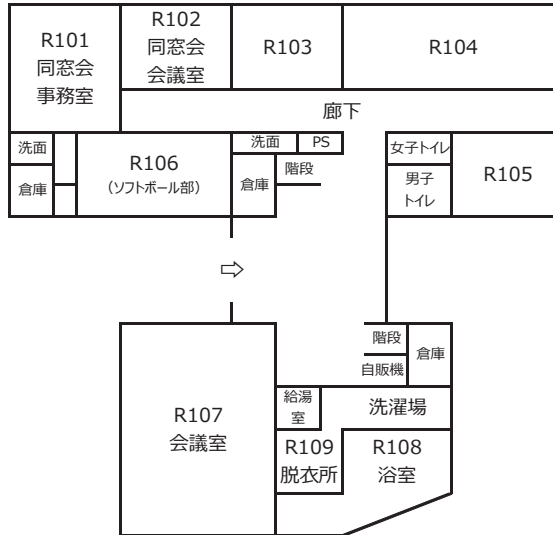 R101
同窓会
事務室
R102
同窓会
会議室
R103
R104
廊下
洗面
倉庫
R106
(ソフトボール部)
洗面
PS
倉庫
階段
女子トイレ
男子
トイレ
R105
⇨
階段
自販機
倉庫
R107
会議室
給湯
室
洗濯場
R109
脱衣所
R108
浴室